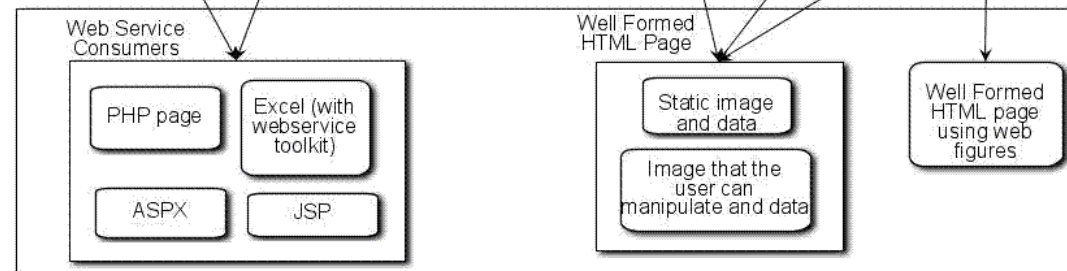 Web Service
Consumers
PHP page
Excel (with
webservice
toolkit)
ASPX
JSP
Well Formed
HTML Page
Static image
and data
Image that the
user can
manipulate and data
Well Formed
HTML page
using web
figures